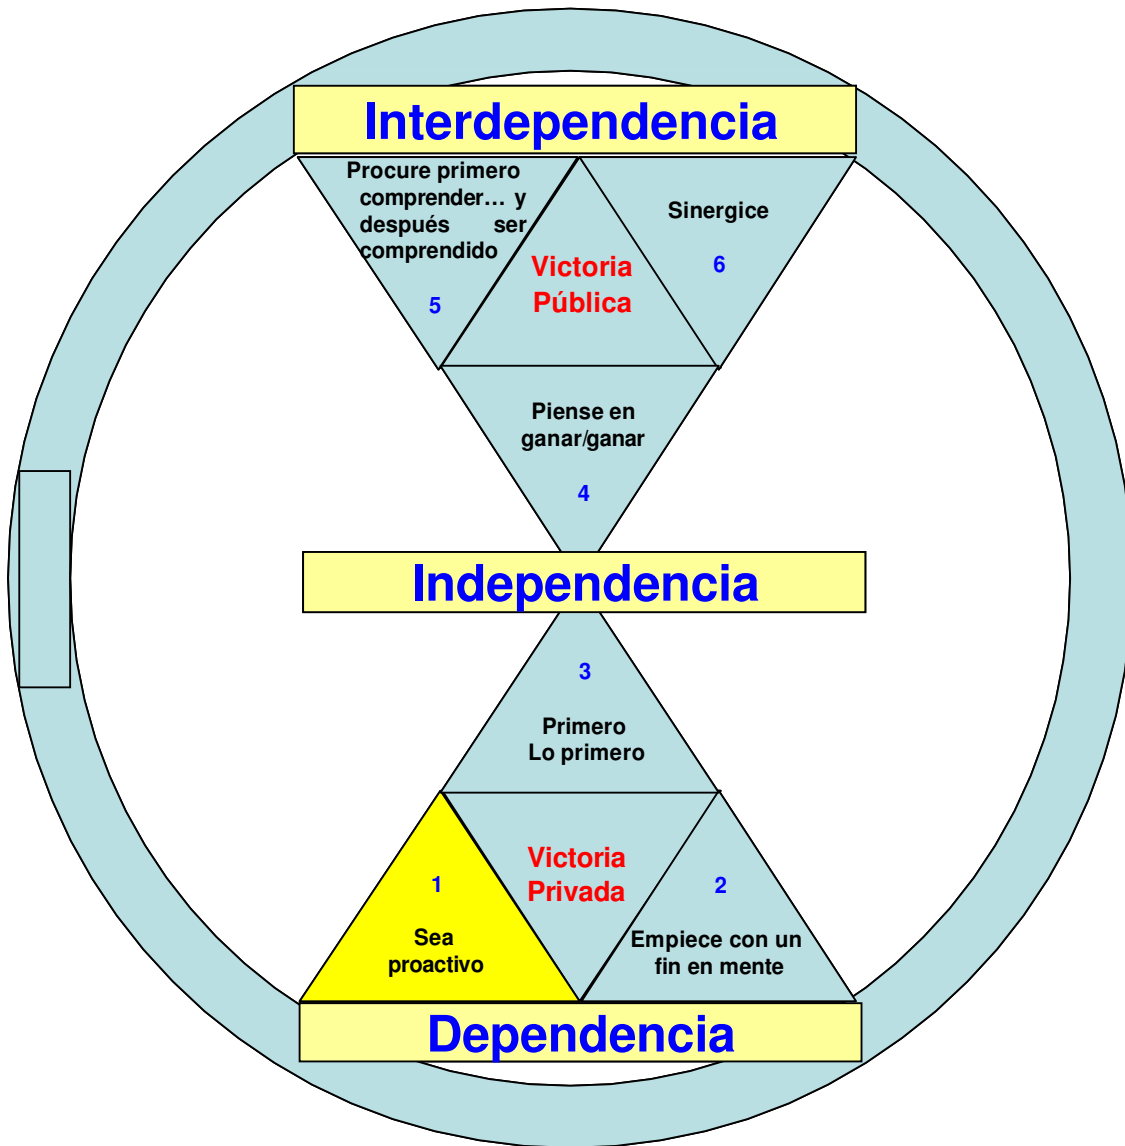 Interdependencia
Procure primero
comprender... y
después ser
comprendido
5
Victoria
Pública
Sinergice
6
Piense en
ganar/ganar
4
Independencia
3
Primero
Lo primero
1
Sea
proactivo
Victoria
Privada
2
Empiece con un
fin en mente
Dependencia